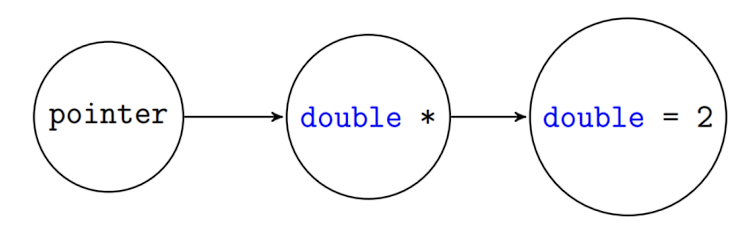 pointer double * double = 2